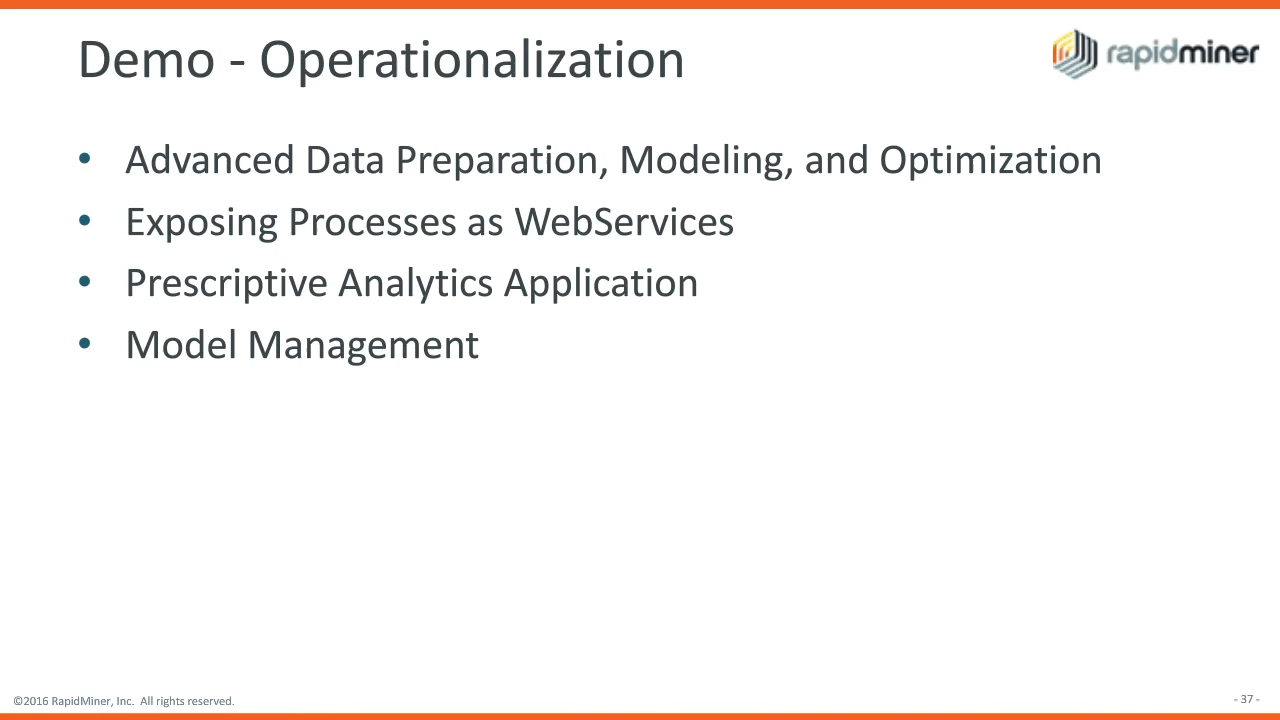 Demo - Operationalization
rapidminer
• Advanced Data Preparation, Modeling, and Optimization
• Exposing Processes as WebServices
• Prescriptive Analytics Application
• Model Management
©2016 RapidMiner, Inc. All rights reserved.
- 37 -